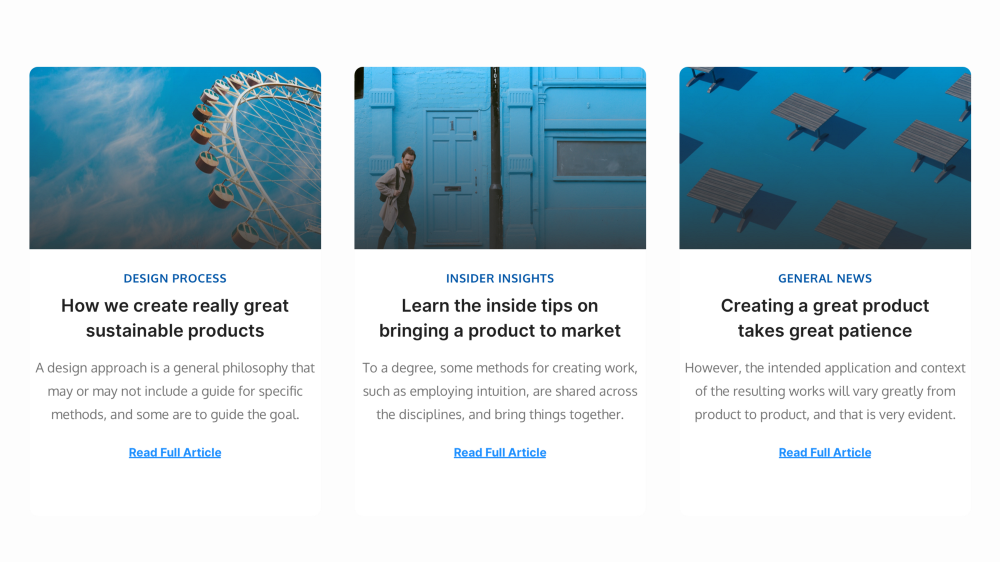 DESIGN PROCESS
How we create really great
sustainable products
A design approach is a general philosophy that
may or may not include a guide for specific
methods, and some are to guide the goal.
Read Full Article
INSIDER INSIGHTS
Learn the inside tips on
bringing a product to market
To a degree, some methods for creating work,
such as employing intuition, are shared across
the disciplines, and bring things together.
Read Full Article
GENERAL NEWS
Creating a great product
takes great patience
However, the intended application and context
of the resulting works will vary greatly from
product to product, and that is very evident.
Read Full Article